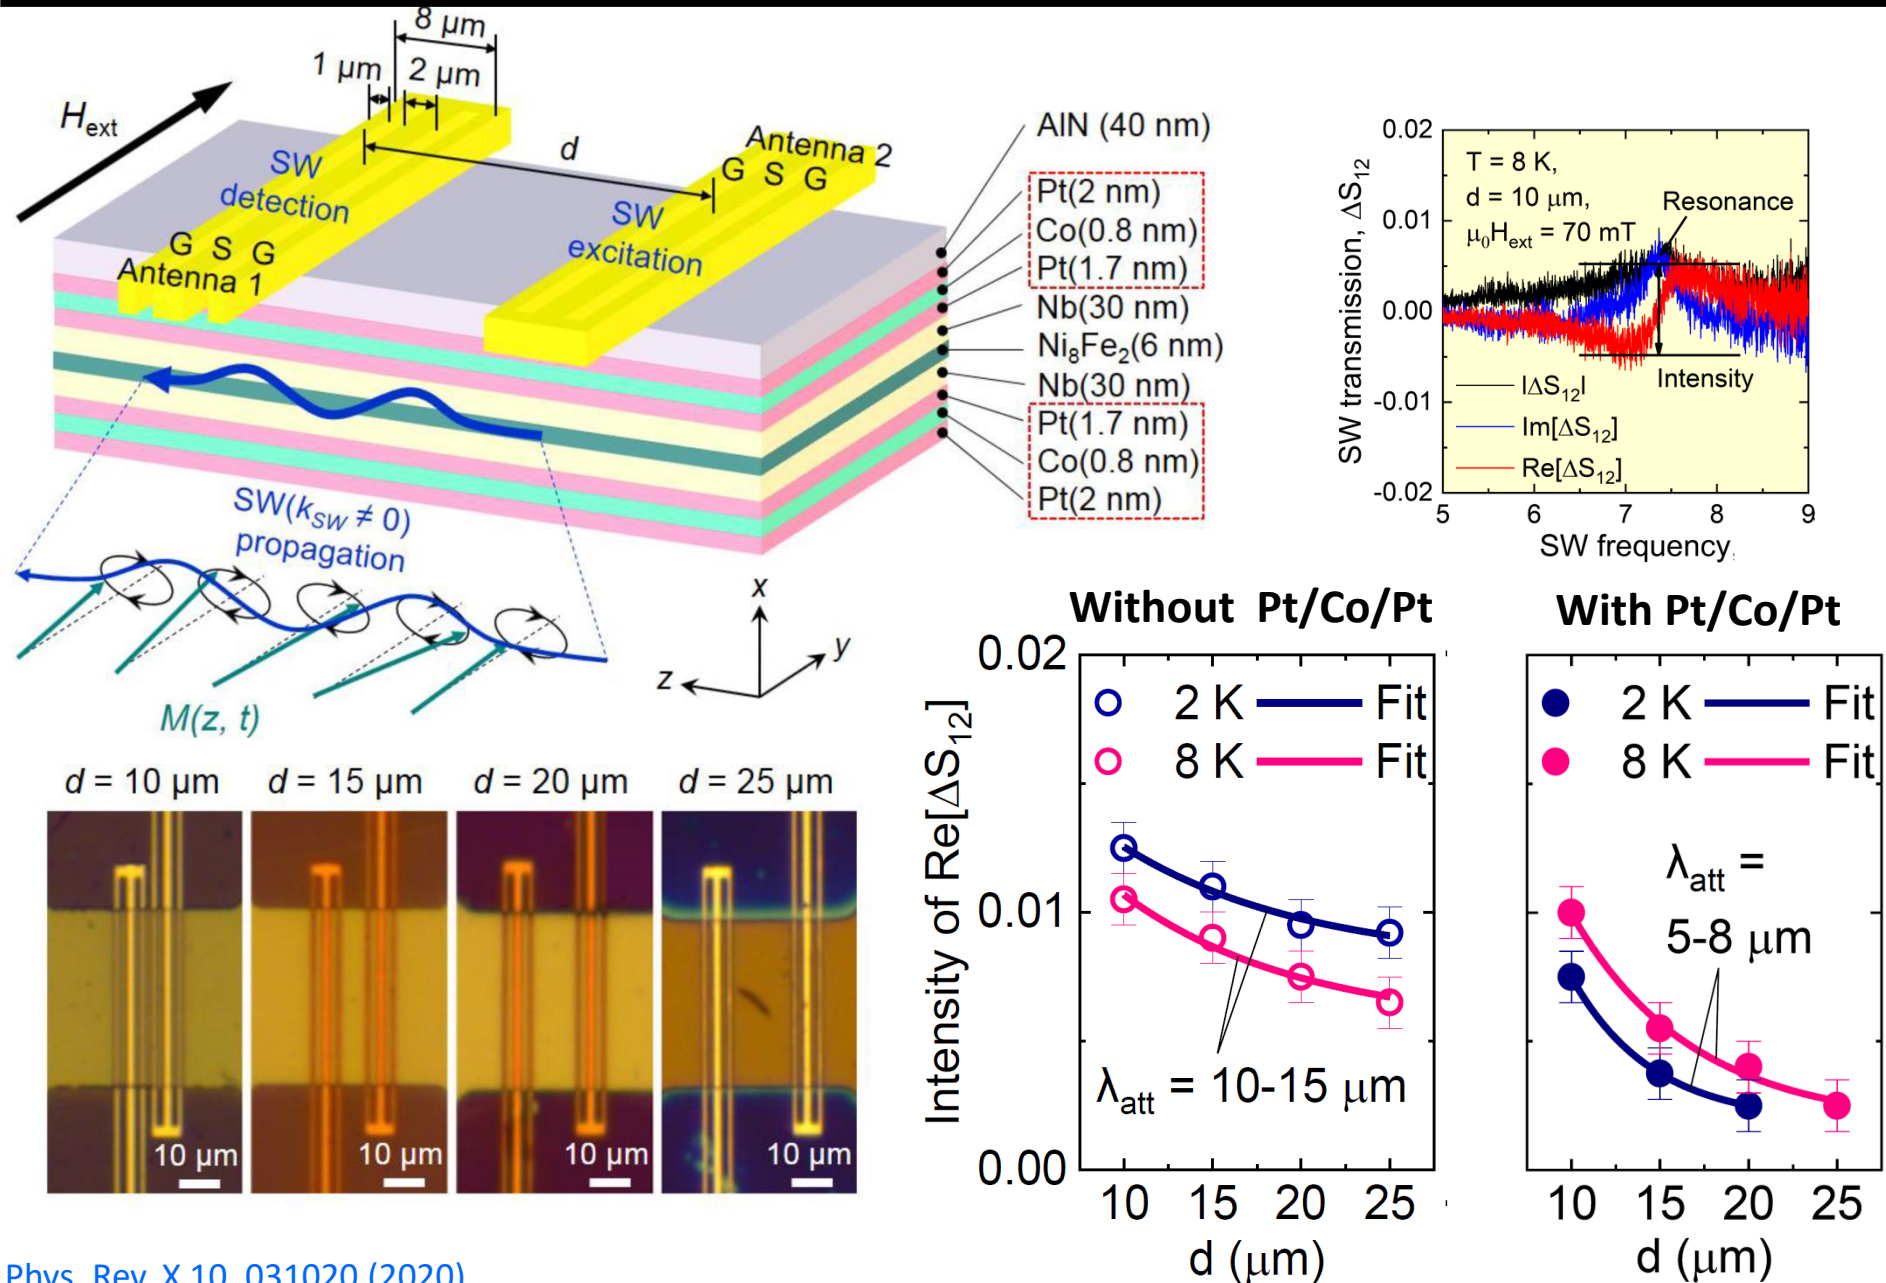 8 μm
1 μm
2 μm
Hext
SW
detection
d
Antenna 2
G S G
SW
excitation
G S G
Antenna 1
AlN (40 nm)
Pt(2 nm)
Co(0.8 nm)
Pt(1.7 nm)
Nb(30 nm)
Ni8Fe2(6 nm)
Nb(30 nm)
Pt(1.7 nm)
Co(0.8 nm)
Pt(2 nm)
SW(kSW ≠ 0)
propagation
M(z, t)
x
y
z
SW transmission, ΔS12
0.02
0.01
0.00
-0.01
-0.02
T = 8 K,
d = 10 μm,
μ0Hext = 70 mT
Resonance
Intensity
|ΔS12|
Im[ΔS12]
Re[ΔS12]
5 6 7 8 9
SW frequency
d = 10 μm
d = 15 μm
d = 20 μm
d = 25 μm
10 μm
10 μm
10 μm
10 μm
Without Pt/Co/Pt
With Pt/Co/Pt
Intensity of Re[ΔS12]
0.02
0.01
0.00
2 K Fit
8 K Fit
λatt = 10-15 μm
10 15 20 25
d (μm)
2 K Fit
8 K Fit
λatt =
5-8 μm
10 15 20 25
d (μm)
Phys. Rev. X 10, 031020 (2020)